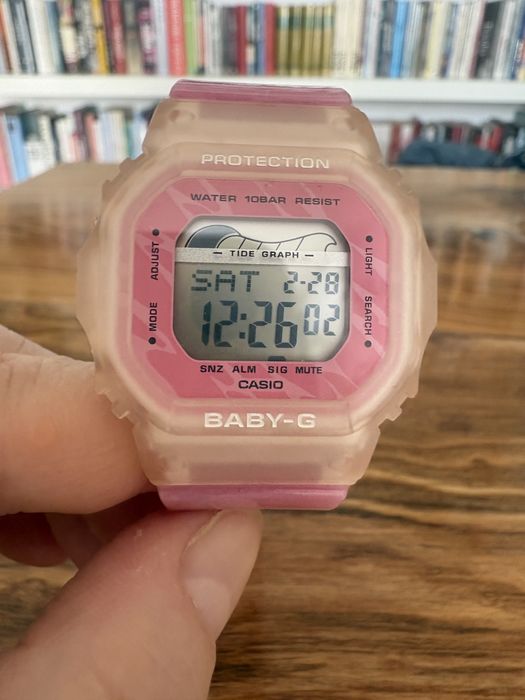 PROTECTION
WATER 10BAR RESIST
TIDE GRAPH
ADJUST
LIGHT
SAT 2-28
12:26 02
MODE
SEARCH
SNZ ALM SIG MUTE
CASIO
BABY-G